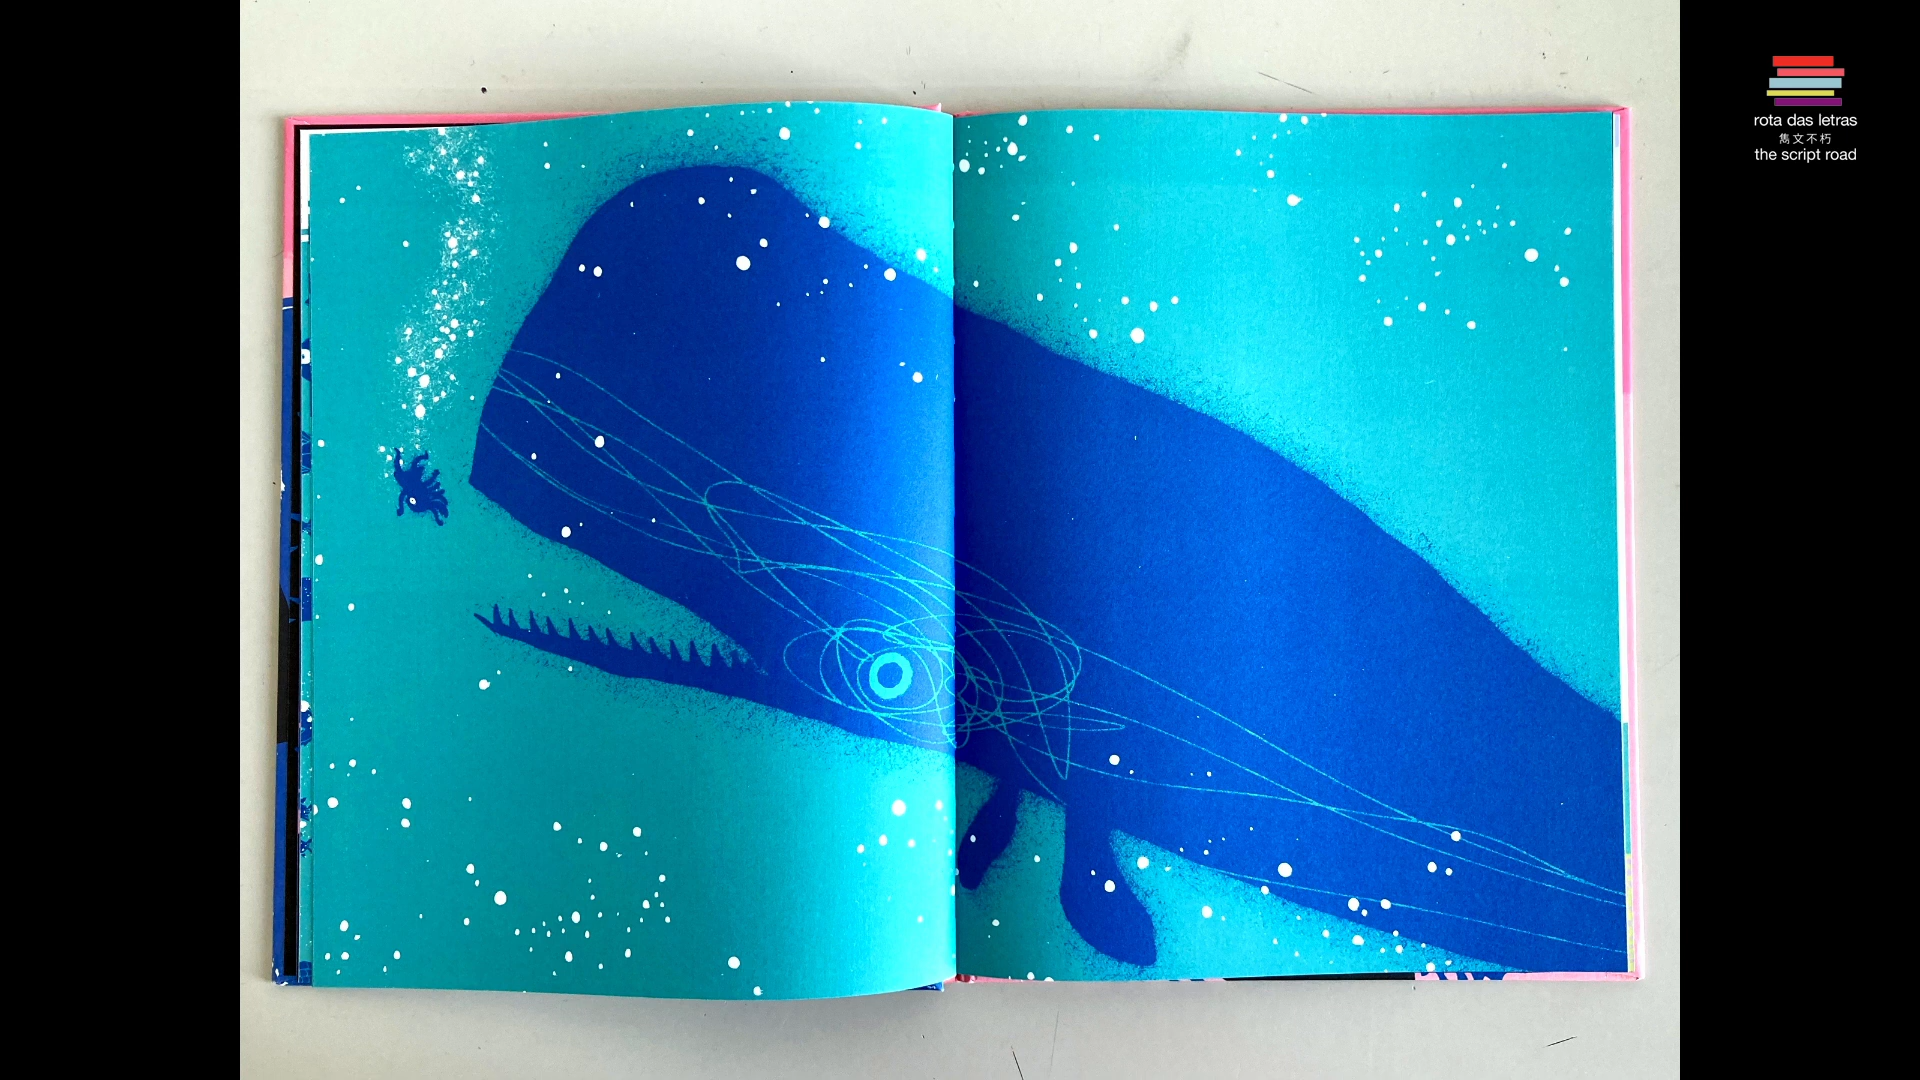 rota das letras
雋文不朽
the script road